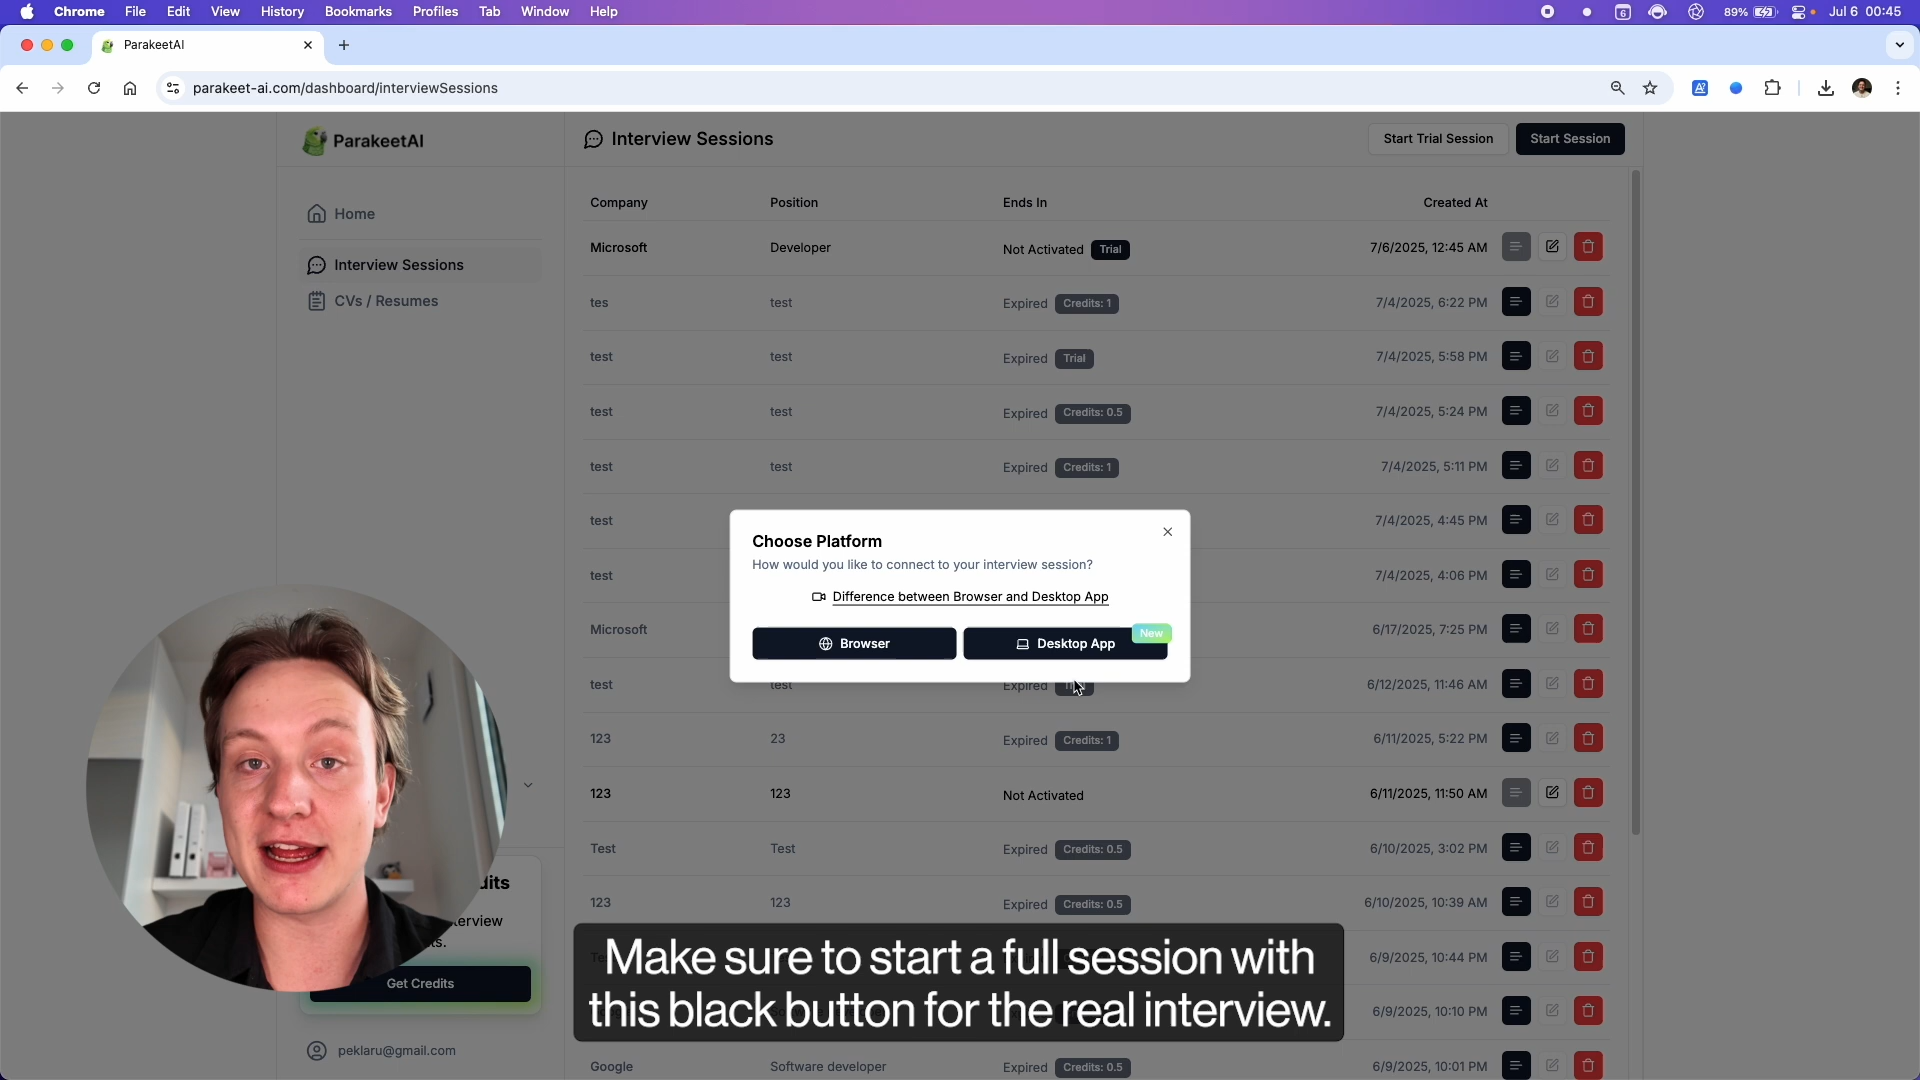 Chrome File Edit View History Bookmarks Profiles Tab Window Help
6 89% Jul 6 00:45
ParakeetAI
parakeet-ai.com/dashboard/interviewSessions
ParakeetAI
Home
Interview Sessions
CVs / Resumes
Interview Sessions
Start Trial Session Start Session
Company Position Ends In Created At
Microsoft Developer Not Activated Trial 7/6/2025, 12:45 AM
tes test Expired Credits: 1 7/4/2025, 6:22 PM
test test Expired Trial 7/4/2025, 5:58 PM
test test Expired Credits: 0.5 7/4/2025, 5:24 PM
test test Expired Credits: 1 7/4/2025, 5:11 PM
test 7/4/2025, 4:45 PM
test 7/4/2025, 4:06 PM
Microsoft 6/17/2025, 7:25 PM
test test Expired 6/12/2025, 11:46 AM
123 23 Expired Credits: 1 6/11/2025, 5:22 PM
123 123 Not Activated 6/11/2025, 11:50 AM
Test Test Expired Credits: 0.5 6/10/2025, 3:02 PM
123 123 Expired Credits: 0.5 6/10/2025, 10:39 AM
6/9/2025, 10:44 PM
6/9/2025, 10:10 PM
Google Software developer Expired Credits: 0.5 6/9/2025, 10:01 PM
Choose Platform
How would you like to connect to your interview session?
Difference between Browser and Desktop App
Browser
Desktop App
New
Get Credits
peklaru@gmail.com
Make sure to start a full session with
this black button for the real interview.